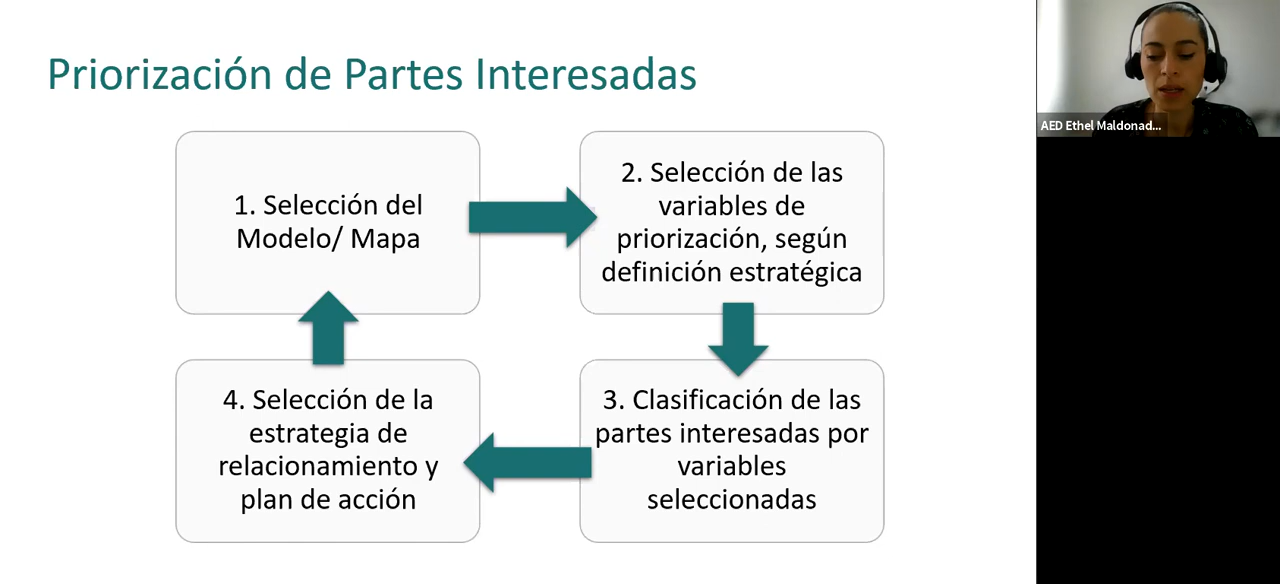 Priorización de Partes Interesadas
1. Selección del
Modelo/ Mapa
2. Selección de las
variables de
priorización, según
definición estratégica
3. Clasificación de las
partes interesadas por
variables
seleccionadas
4. Selección de la
estrategia de
relacionamiento y
plan de acción
AED Ethel Maldonad...